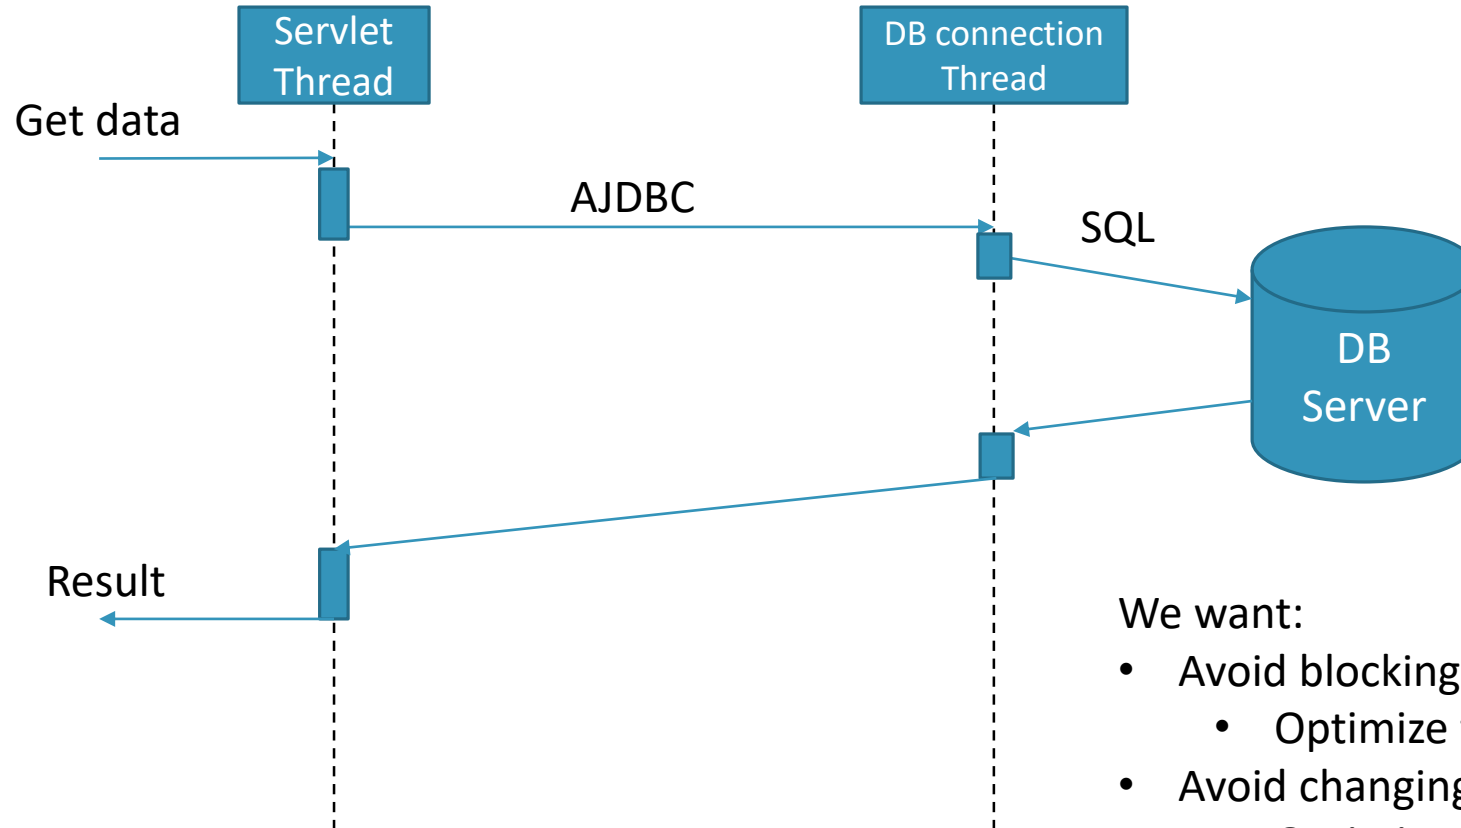 Servlet
Thread
DB connection
Thread
Get data
AJDBC
SQL
DB
Server
Result
We want:
• Avoid blocking
• Optimize
• Avoid changing